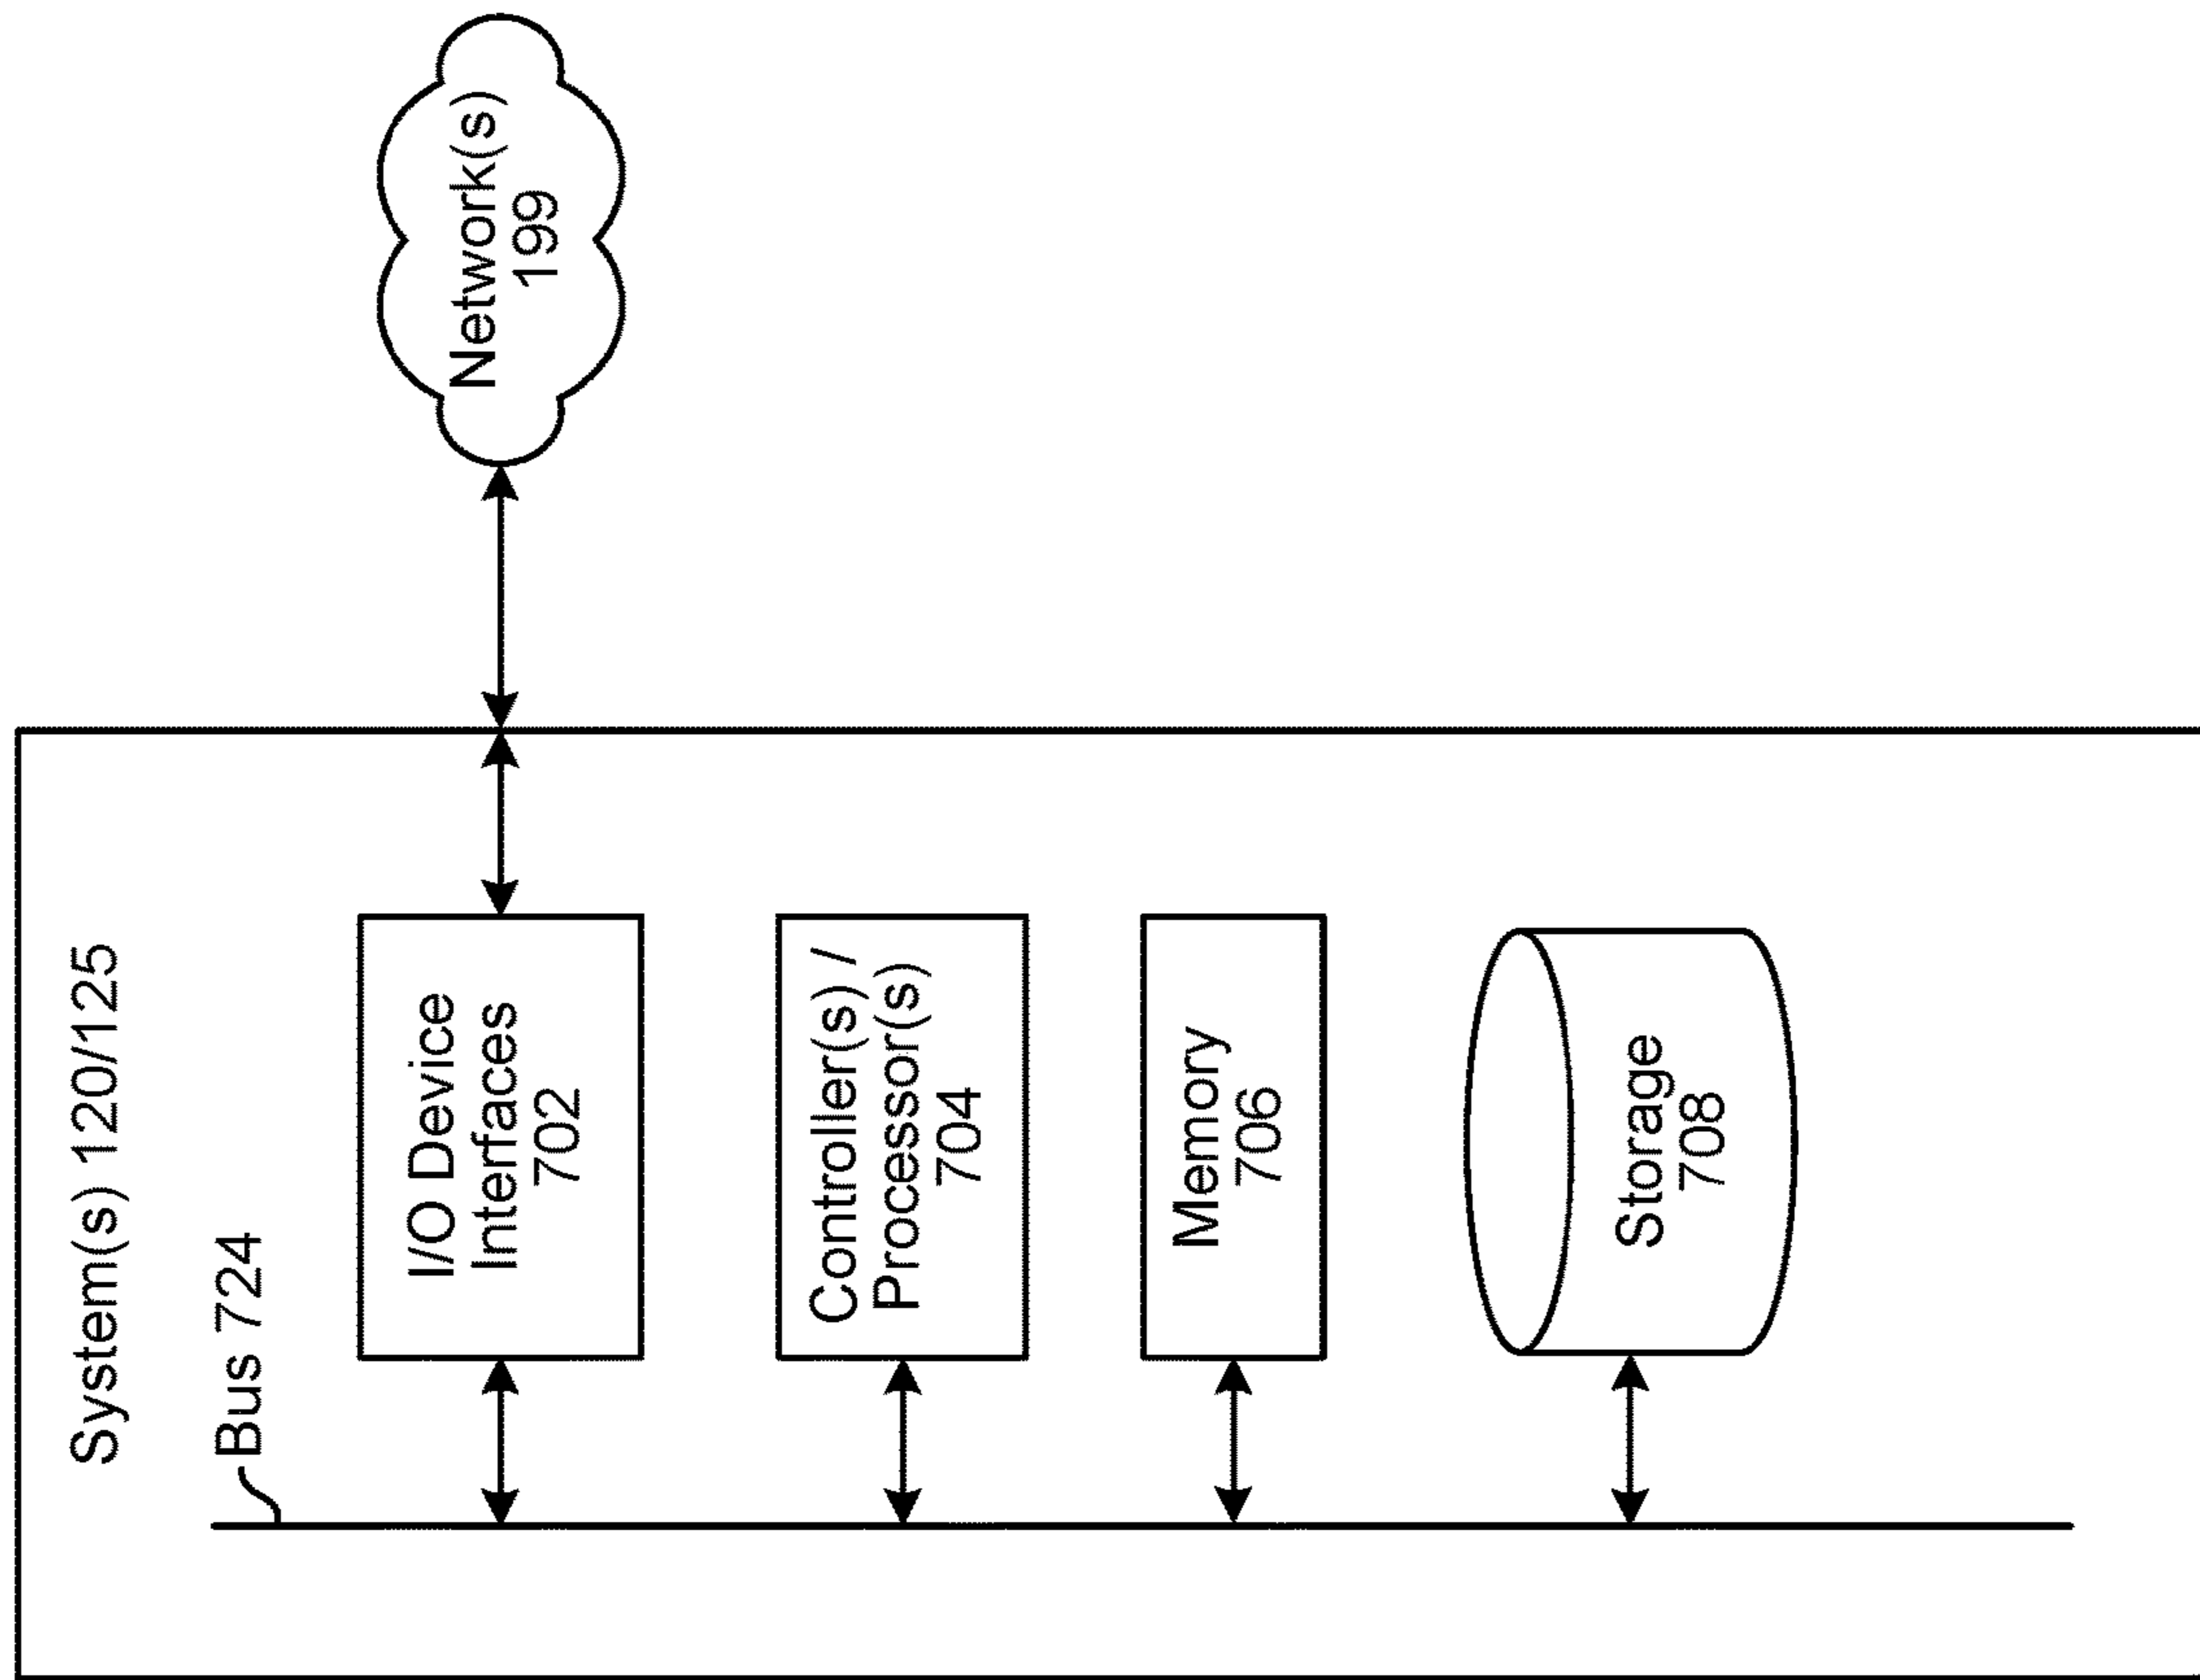 System(s) 120/125
Bus 724
I/O Device
Interfaces
702
Network(s)
199
Controller(s) /
Processor(s)
704
Memory
706
Storage
708